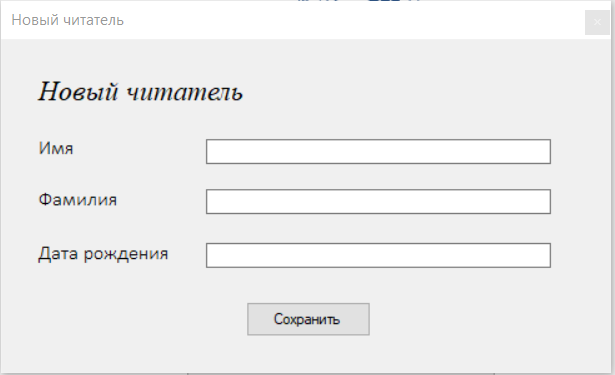 Новый читатель
Новый читатель
Имя
Фамилия
Дата рождения
Сохранить